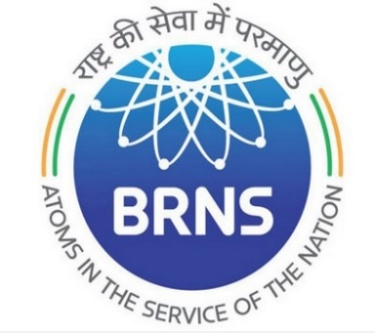 राष्ट्र की सेवा में परमाणु
BRNS
ATOMS IN THE SERVICE OF THE NATION